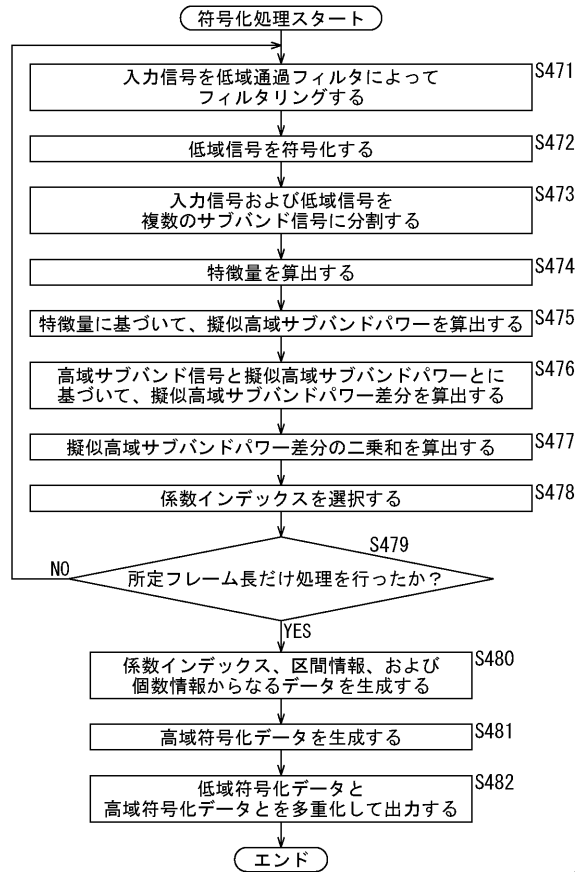 符号化処理スタート
入力信号を低域通過フィルタによって
フィルタリングする
S471
低域信号を符号化する
S472
入力信号および低域信号を
複数のサブバンド信号に分割する
S473
特徴量を算出する
S474
特徴量に基づいて、擬似高域サブバンドパワーを算出する
S475
高域サブバンド信号と擬似高域サブバンドパワーとに
基づいて、擬似高域サブバンドパワー差分を算出する
S476
擬似高域サブバンドパワー差分の二乗和を算出する
S477
係数インデックスを選択する
S478
S479
所定フレーム長だけ処理を行ったか?
NO
YES
係数インデックス、区間情報、および
個数情報からなるデータを生成する
S480
高域符号化データを生成する
S481
低域符号化データと
高域符号化データとを多重化して出力する
S482
エンド